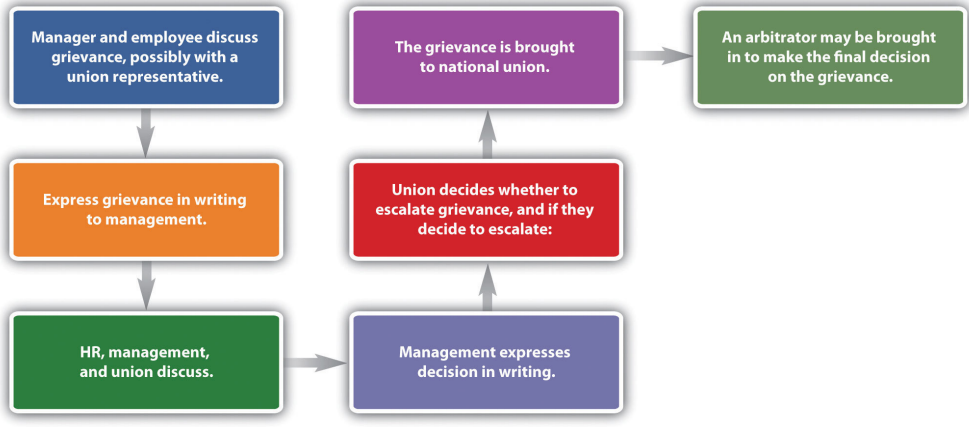 Manager and employee discuss
grievance, possibly with a
union representative.
Express grievance in writing
to management.
HR, management,
and union discuss.
Management expresses
decision in writing.
Union decides whether to
escalate grievance, and if they
decide to escalate:
The grievance is brought
to national union.
An arbitrator may be brought
in to make the final decision
on the grievance.